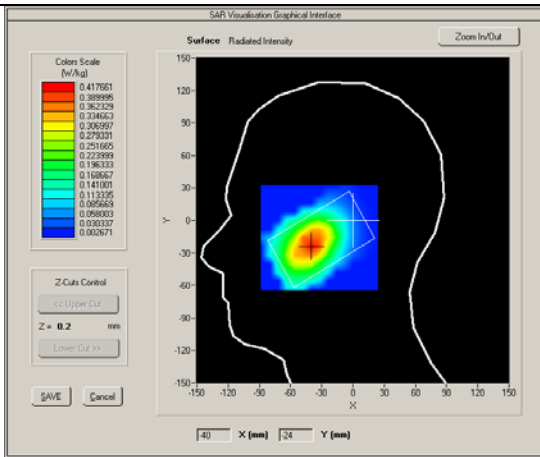 SAR Visualisation Graphical Interface
Surface Radiated Intensity
Zoom In/Out
Colors Scale
(W/kg)
0.417661
0.389995
0.362329
0.334663
0.306997
0.279331
0.251665
0.223999
0.196333
0.168667
0.141001
0.113335
0.085669
0.058003
0.030337
0.002671
150
120
90
60
30
0
-30
-60
-90
-120
-150
Y
-150 -120 -90 -60 -30 0 30 60 90 120 150
X
Z-Cuts Control
<< Upper Cut
Z = 0.2 mm
Lower Cut >>
SAVE Cancel
-40 X (mm) -24 Y (mm)